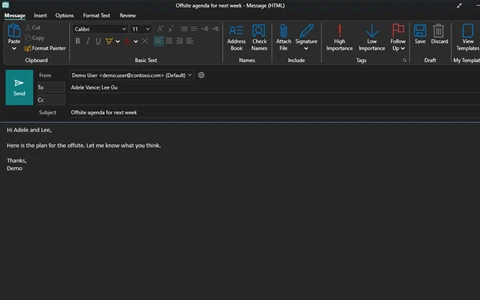 Offsite agenda for next week - Message (HTML)
Message Insert Options Format Text Review
Paste
Cut
Copy
Format Painter
Clipboard
Calibri 11
B I U A
Basic Text
Address Book
Check Names
Names
Attach File
Signature
Include
High Importance
Low Importance
Follow Up
Tags
Save
Discard
Draft
View Templates
My Templat
Send
From Demo User <demo.user@contoso.com> (Default)
To Adele Vance; Lee Gu
Cc
Subject Offsite agenda for next week
Hi Adele and Lee,
Here is the plan for the offsite. Let me know what you think.
Thanks,
Demo